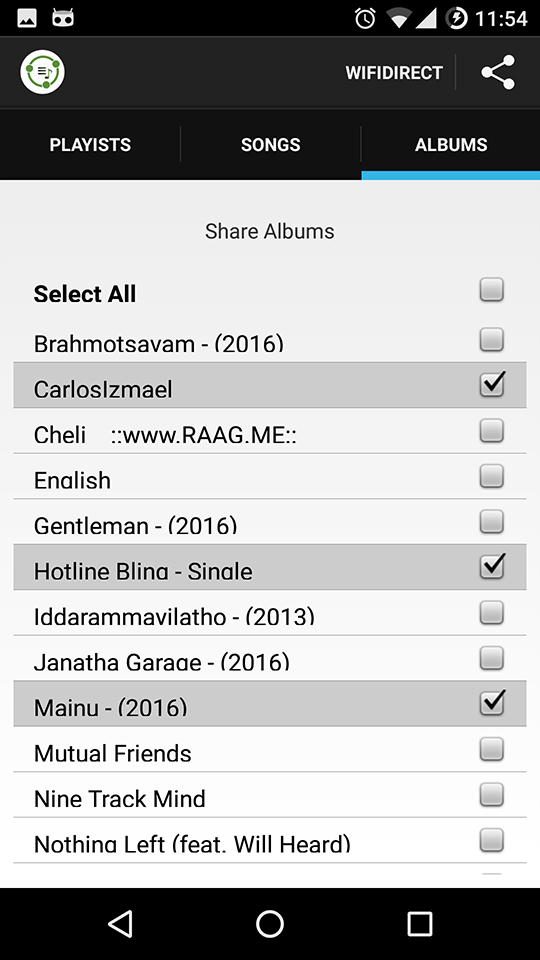 11:54
WIFIDIRECT
PLAYISTS SONGS ALBUMS
Share Albums
Select All
Brahmotsavam - (2016)
CarlosIzmael
Cheli ::www.RAAG.ME::
English
Gentleman - (2016)
Hotline Bling - Single
Iddarammavilatho - (2013)
Janatha Garage - (2016)
Mainu - (2016)
Mutual Friends
Nine Track Mind
Nothing Left (feat. Will Heard)